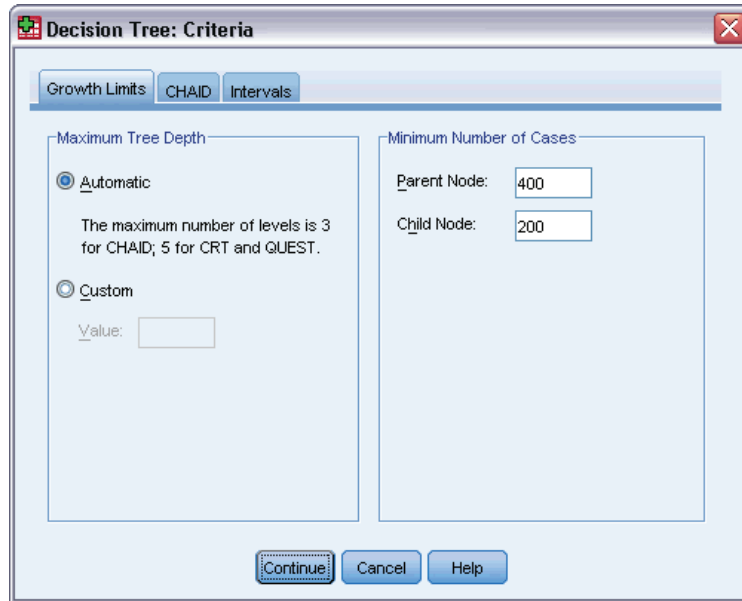 Decision Tree: Criteria
Growth Limits
CHAID
Intervals
Maximum Tree Depth
Automatic
The maximum number of levels is 3
for CHAID; 5 for CRT and QUEST.
Custom
Value:
Minimum Number of Cases
Parent Node: 400
Child Node: 200
Continue
Cancel
Help